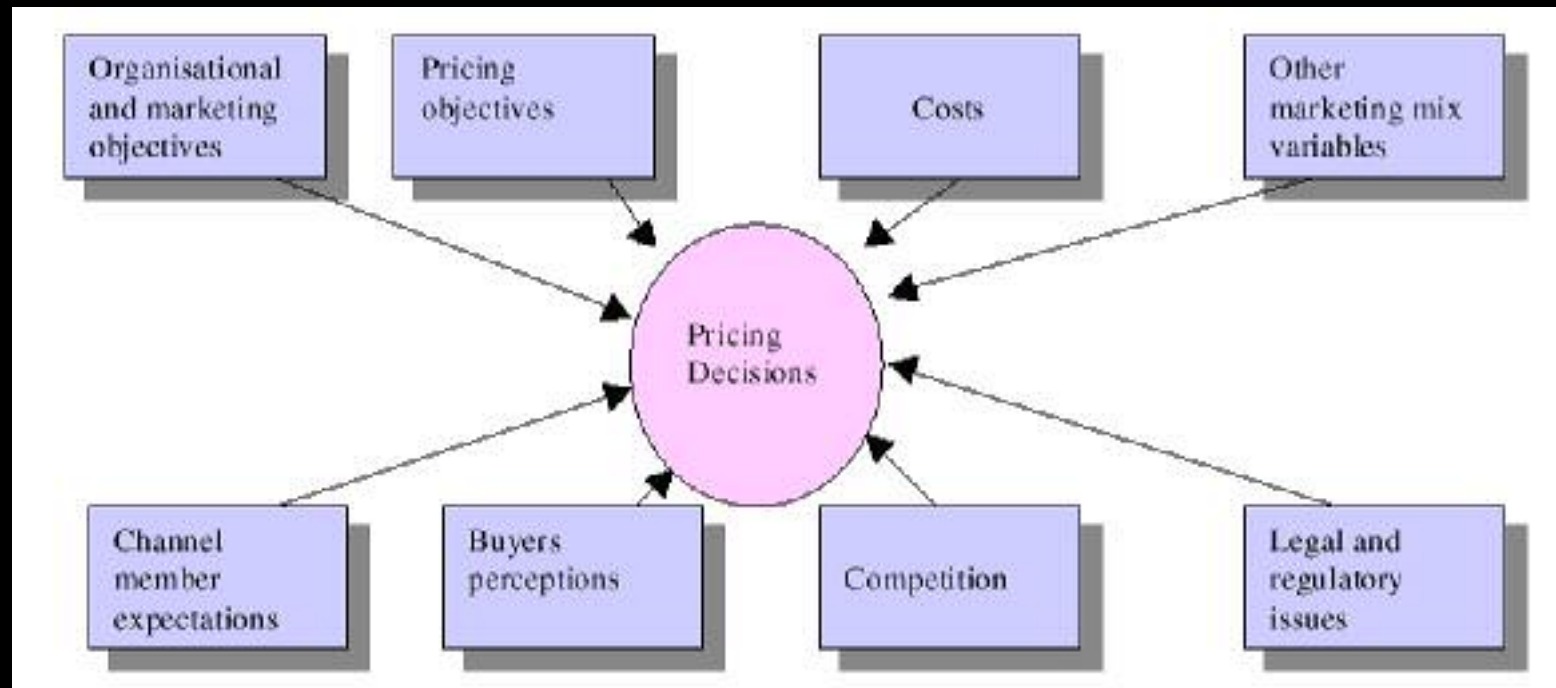 Organisational
and marketing
objectives
Pricing
objectives
Costs
Other
marketing mix
variables
Pricing
Decisions
Channel
member
expectations
Buyers
perceptions
Competition
Legal and
regulatory
issues